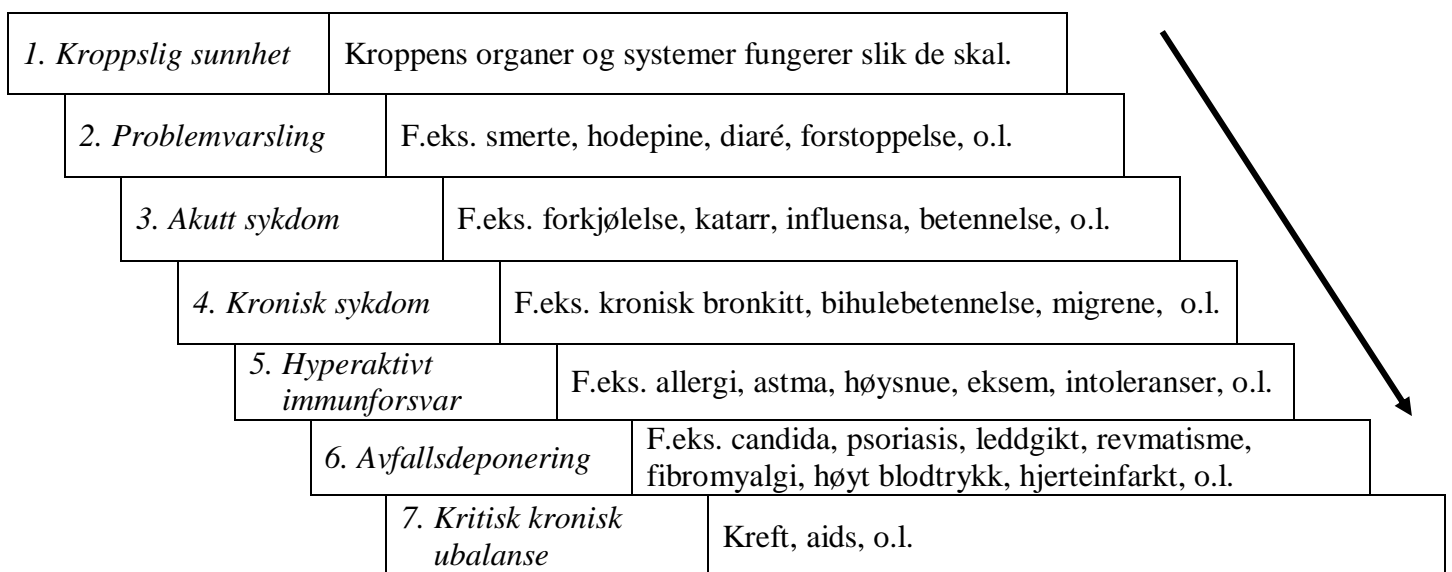 1. Kroppslig sunnhet Kroppens organer og systemer fungerer slik de skal.
2. Problemvarsling F.eks. smerte, hodepine, diaré, forstoppelse, o.l.
3. Akutt sykdom F.eks. forkjølelse, katarr, influensa, betennelse, o.l.
4. Kronisk sykdom F.eks. kronisk bronkitt, bihulebetennelse, migrene, o.l.
5. Hyperaktivt
immunforsvar
F.eks. allergi, astma, høysnue, eksem, intoleranser, o.l.
6. Avfallsdeponering
F.eks. candida, psoriasis, leddgikt, revmatisme,
fibromyalgi, høyt blodtrykk, hjerteinfarkt, o.l.
7. Kritisk kronisk
ubalanse
Kreft, aids, o.l.